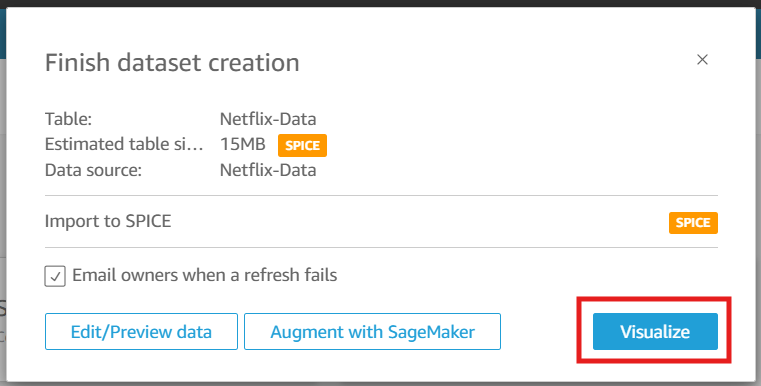 Finish dataset creation
Table: Netflix-Data
Estimated table si... 15MB SPICE
Data source: Netflix-Data
Import to SPICE SPICE
Email owners when a refresh fails
Edit/Preview data Augment with SageMaker Visualize